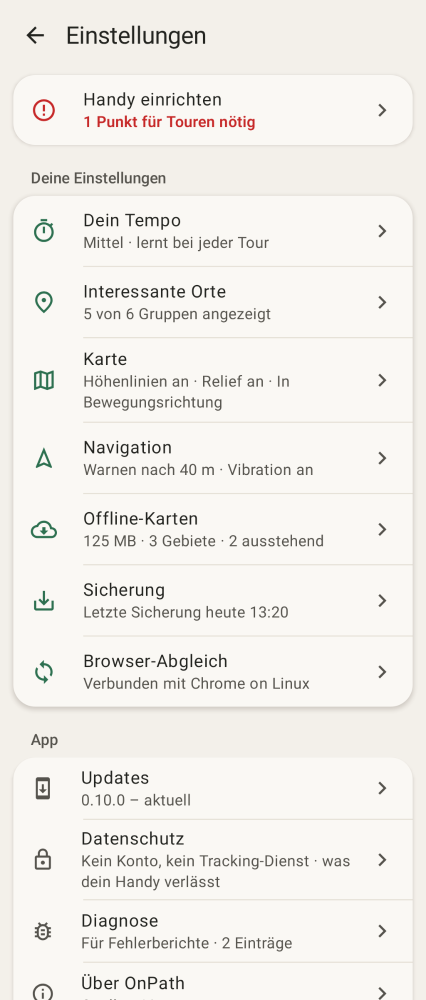 Einstellungen
Handy einrichten
1 Punkt für Touren nötig
Deine Einstellungen
Dein Tempo
Mittel · lernt bei jeder Tour
Interessante Orte
5 von 6 Gruppen angezeigt
Karte
Höhenlinien an · Relief an · In
Bewegungsrichtung
Navigation
Warnen nach 40 m · Vibration an
Offline-Karten
125 MB · 3 Gebiete · 2 ausstehend
Sicherung
Letzte Sicherung heute 13:20
Browser-Abgleich
Verbunden mit Chrome on Linux
App
Updates
0.10.0 – aktuell
Datenschutz
Kein Konto, kein Tracking-Dienst · was
dein Handy verlässt
Diagnose
Für Fehlerberichte · 2 Einträge
Über OnPath